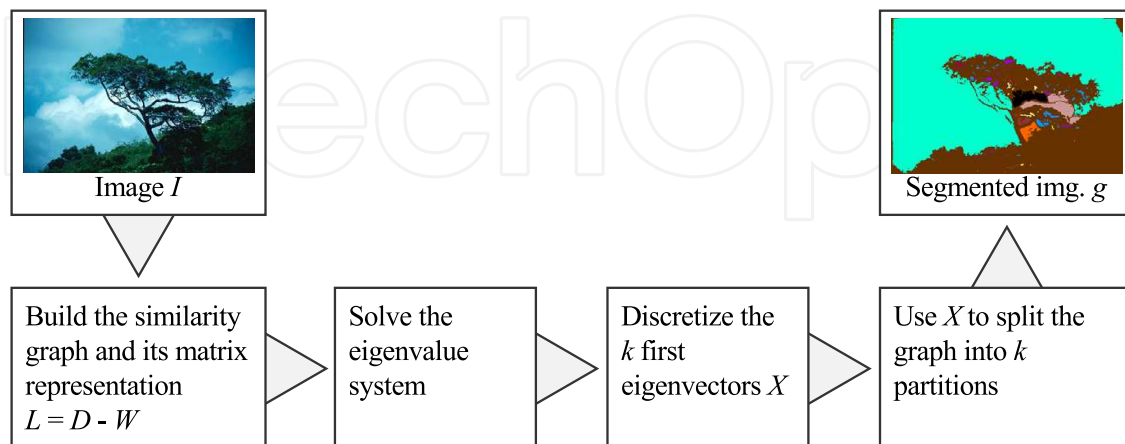 Image I
Build the similarity
graph and its matrix
representation
L = D - W
Solve the
eigenvalue
system
Discretize the
k first
eigenvectors X
Use X to split the
graph into k
partitions
Segmented img. g